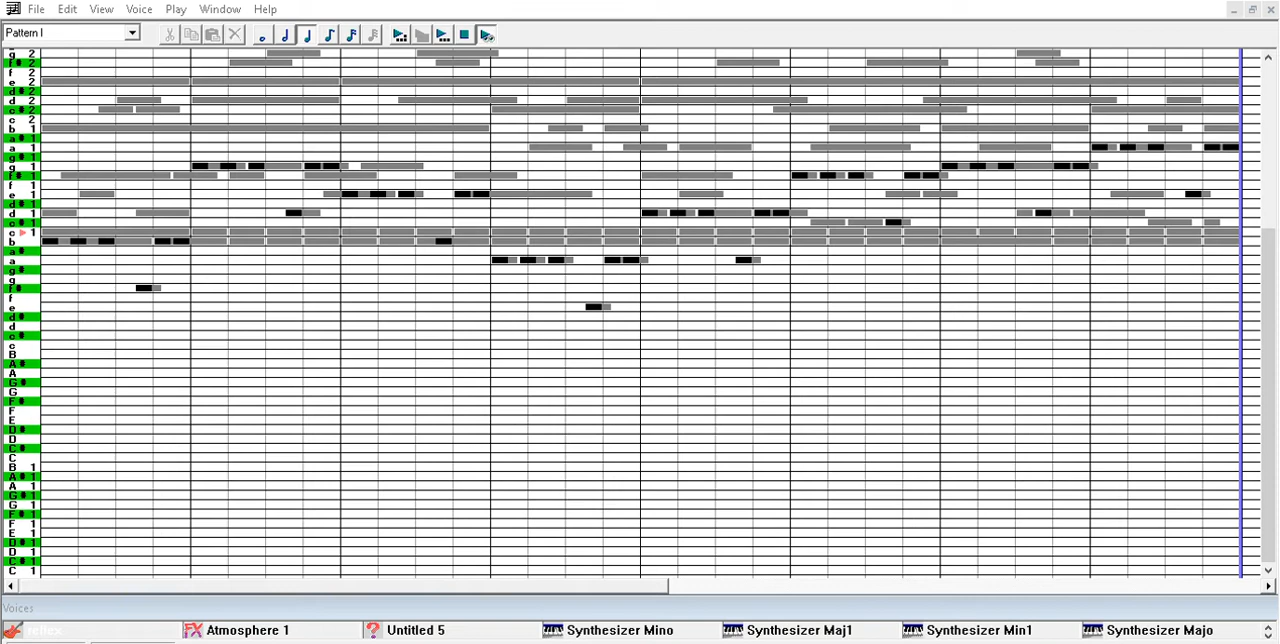 File Edit View Voice Play Window Help
Pattern I
g 2
f# 2
f 2
e 2
d# 2
d 2
c# 2
c 2
b 1
a# 1
a 1
g# 1
g 1
f# 1
f 1
e 1
d# 1
d 1
c# 1
c 1
b
a#
a
g#
g
f#
f
e
d#
d
c#
c
B
A#
A
G#
G
F#
F
E
D#
D
C#
C
B 1
A# 1
A 1
G# 1
G 1
F# 1
F 1
E 1
D# 1
D 1
C# 1
C 1
Voices
reflex Atmosphere 1 Untitled 5 Synthesizer Mino Synthesizer Maj1 Synthesizer Min1 Synthesizer Majo